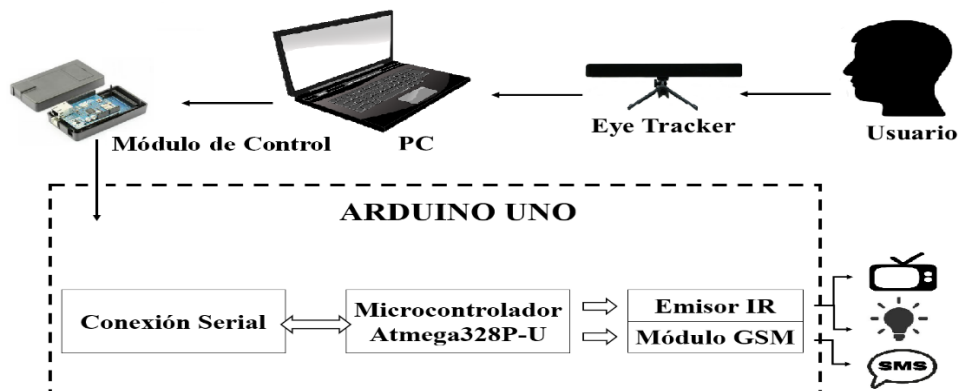 Módulo de Control
PC
Eye Tracker
Usuario
ARDUINO UNO
Conexión Serial
Microcontrolador
Atmega328P-U
Emisor IR
Módulo GSM
SMS